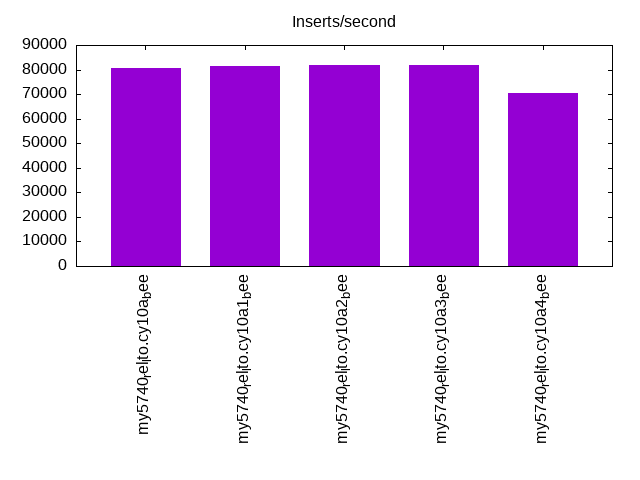 Inserts/second
90000
80000
70000
60000
50000
40000
30000
20000
10000
0
my5740_rel_lto.cy10a_bee
my5740_rel_lto.cy10a1_bee
my5740_rel_lto.cy10a2_bee
my5740_rel_lto.cy10a3_bee
my5740_rel_lto.cy10a4_bee